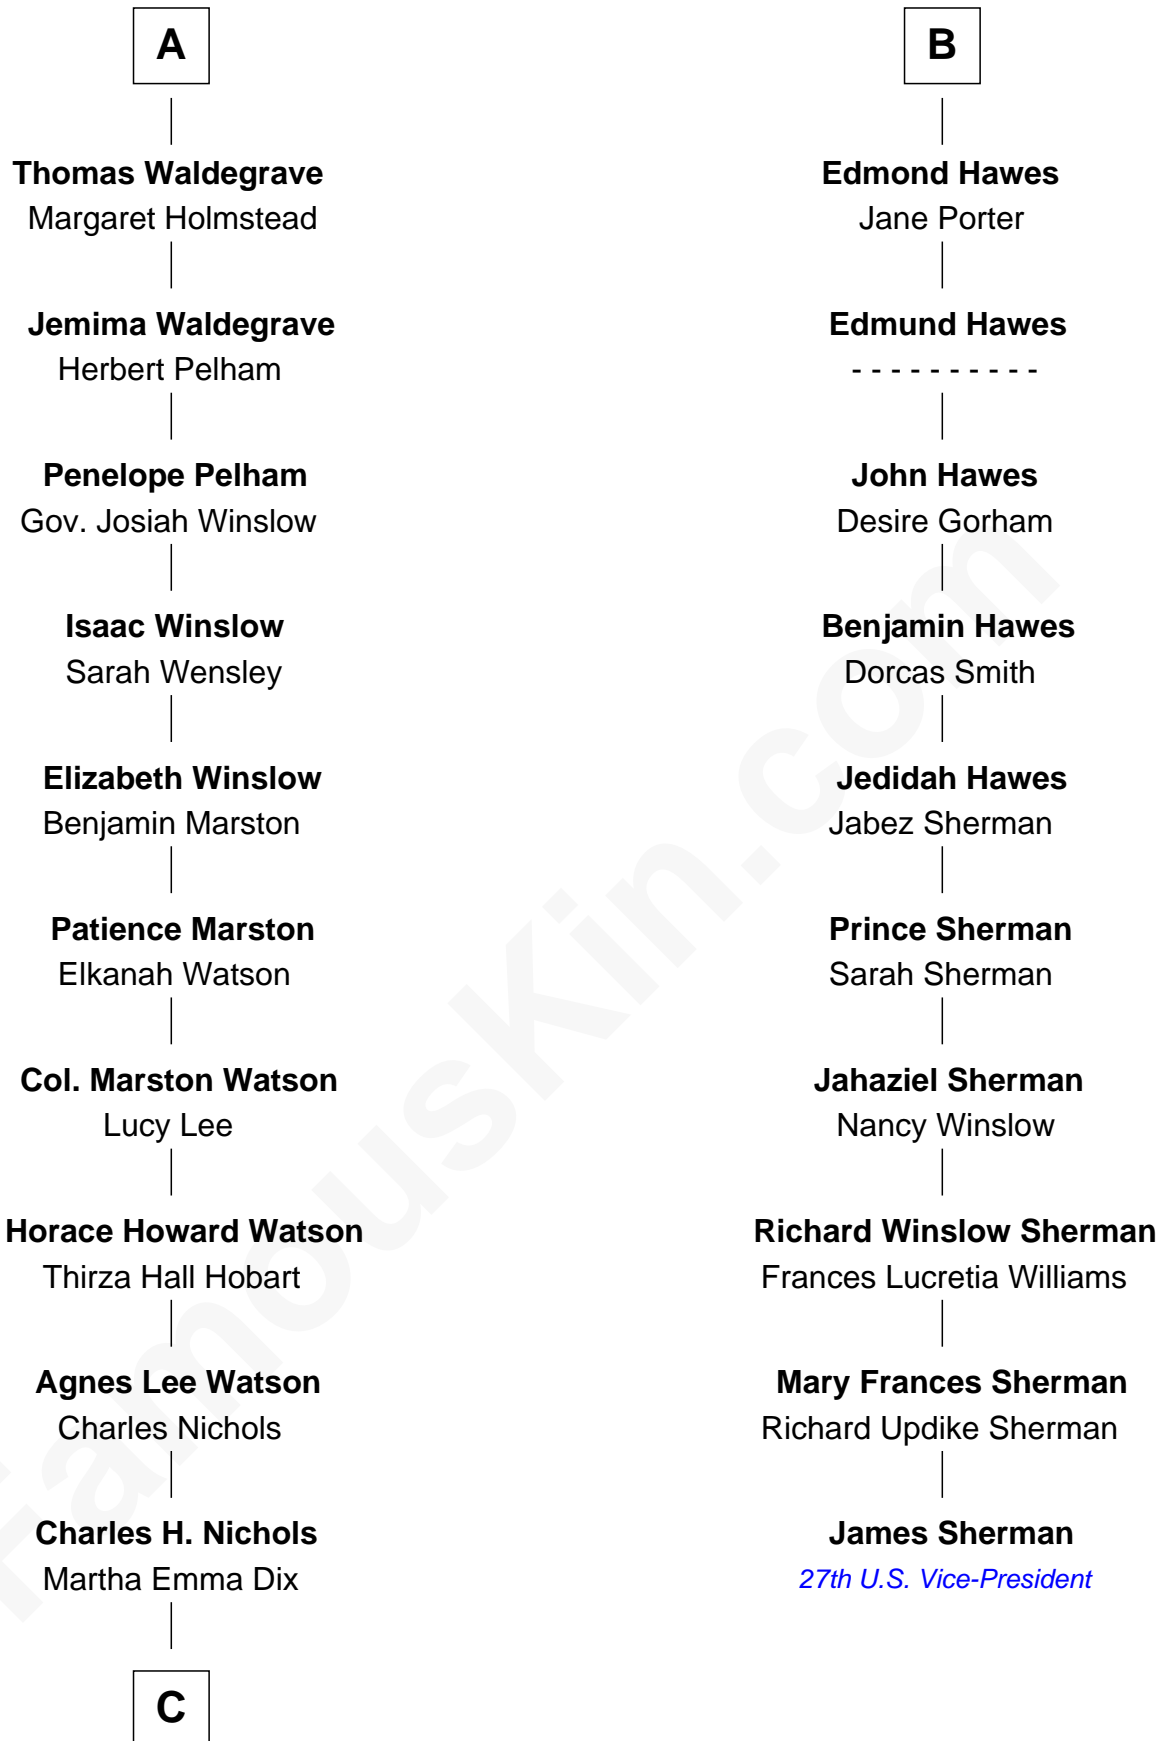 A
Thomas Waldegrave
Margaret Holmstead
Jemima Waldegrave
Herbert Pelham
Penelope Pelham
Gov. Josiah Winslow
Isaac Winslow
Sarah Wensley
Elizabeth Winslow
Benjamin Marston
Patience Marston
Elkanah Watson
Col. Marston Watson
Lucy Lee
Horace Howard Watson
Thirza Hall Hobart
Agnes Lee Watson
Charles Nichols
Charles H. Nichols
Martha Emma Dix
C
B
Edmond Hawes
Jane Porter
Edmund Hawes
- - - - - - - - - -
John Hawes
Desire Gorham
Benjamin Hawes
Dorcas Smith
Jedidah Hawes
Jabez Sherman
Prince Sherman
Sarah Sherman
Jahaziel Sherman
Nancy Winslow
Richard Winslow Sherman
Frances Lucretia Williams
Mary Frances Sherman
Richard Updike Sherman
James Sherman
27th U.S. Vice-President
FamousKin.com